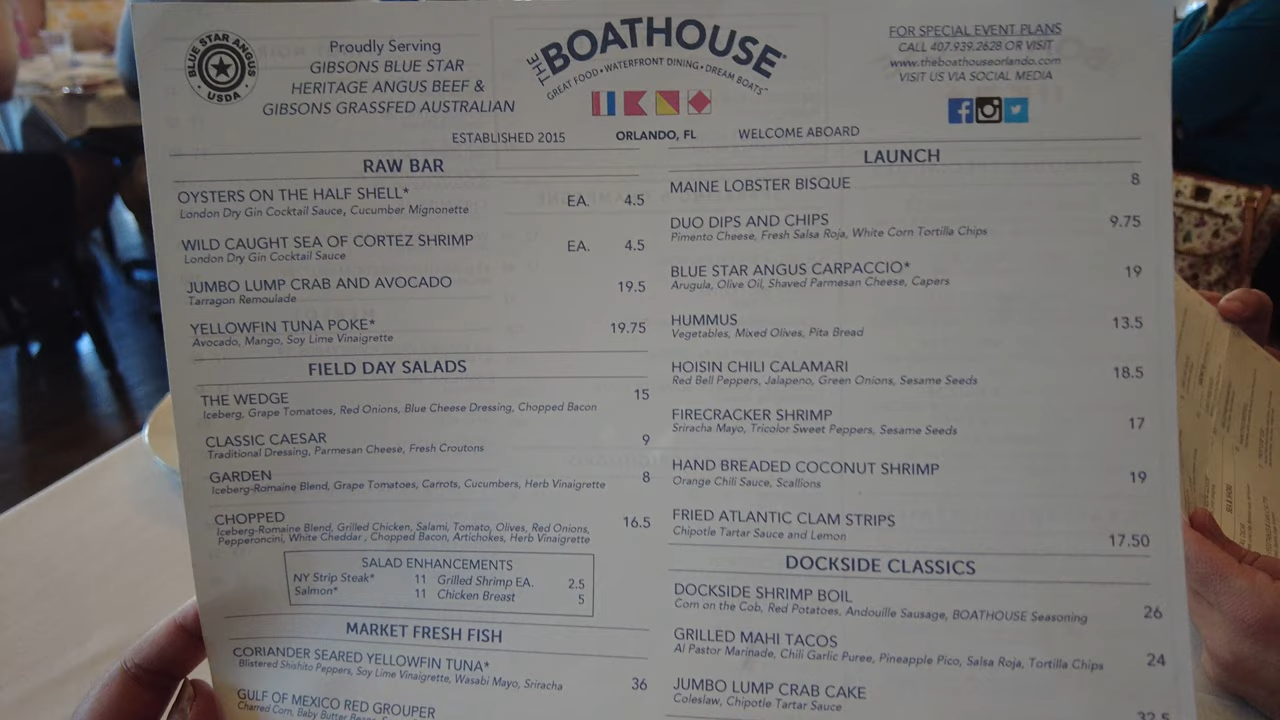 BLUE STAR ANGUS
USDA
Proudly Serving
GIBSONS BLUE STAR
HERITAGE ANGUS BEEF &
GIBSONS GRASSFED AUSTRALIAN
THE BOATHOUSE
GREAT FOOD • WATERFRONT DINING • DREAM BOATS
FOR SPECIAL EVENT PLANS
CALL 407.939.2628 OR VISIT
www.theboathouseorlando.com
VISIT US VIA SOCIAL MEDIA
ESTABLISHED 2015 ORLANDO, FL WELCOME ABOARD
RAW BAR
OYSTERS ON THE HALF SHELL* EA. 4.5
London Dry Gin Cocktail Sauce, Cucumber Mignonette
WILD CAUGHT SEA OF CORTEZ SHRIMP EA. 4.5
London Dry Gin Cocktail Sauce
JUMBO LUMP CRAB AND AVOCADO 19.5
Tarragon Remoulade
YELLOWFIN TUNA POKE* 19.75
Avocado, Mango, Soy Lime Vinaigrette
FIELD DAY SALADS
THE WEDGE 15
Iceberg, Grape Tomatoes, Red Onions, Blue Cheese Dressing, Chopped Bacon
CLASSIC CAESAR 9
Traditional Dressing, Parmesan Cheese, Fresh Croutons
GARDEN 8
Iceberg-Romaine Blend, Grape Tomatoes, Carrots, Cucumbers, Herb Vinaigrette
CHOPPED 16.5
Iceberg-Romaine Blend, Grilled Chicken, Salami, Tomato, Olives, Red Onions,
Pepperoncini, White Cheddar , Chopped Bacon, Artichokes, Herb Vinaigrette
SALAD ENHANCEMENTS
NY Strip Steak* 11 Grilled Shrimp EA. 2.5
Salmon* 11 Chicken Breast 5
MARKET FRESH FISH
CORIANDER SEARED YELLOWFIN TUNA* 36
Blistered Shishito Peppers, Soy Lime Vinaigrette, Wasabi Mayo, Sriracha
GULF OF MEXICO RED GROUPER
Charred Corn, Baby Butter
LAUNCH
MAINE LOBSTER BISQUE 8
DUO DIPS AND CHIPS 9.75
Pimento Cheese, Fresh Salsa Roja, White Corn Tortilla Chips
BLUE STAR ANGUS CARPACCIO* 19
Arugula, Olive Oil, Shaved Parmesan Cheese, Capers
HUMMUS 13.5
Vegetables, Mixed Olives, Pita Bread
HOISIN CHILI CALAMARI 18.5
Red Bell Peppers, Jalapeno, Green Onions, Sesame Seeds
FIRECRACKER SHRIMP 17
Sriracha Mayo, Tricolor Sweet Peppers, Sesame Seeds
HAND BREADED COCONUT SHRIMP 19
Orange Chili Sauce, Scallions
FRIED ATLANTIC CLAM STRIPS
Chipotle Tartar Sauce and Lemon 17.50
DOCKSIDE CLASSICS
DOCKSIDE SHRIMP BOIL 26
Corn on the Cob, Red Potatoes, Andouille Sausage, BOATHOUSE Seasoning
GRILLED MAHI TACOS 24
Al Pastor Marinade, Chili Garlic Puree, Pineapple Pico, Salsa Roja, Tortilla Chips
JUMBO LUMP CRAB CAKE
Coleslaw, Chipotle Tartar Sauce 32.5